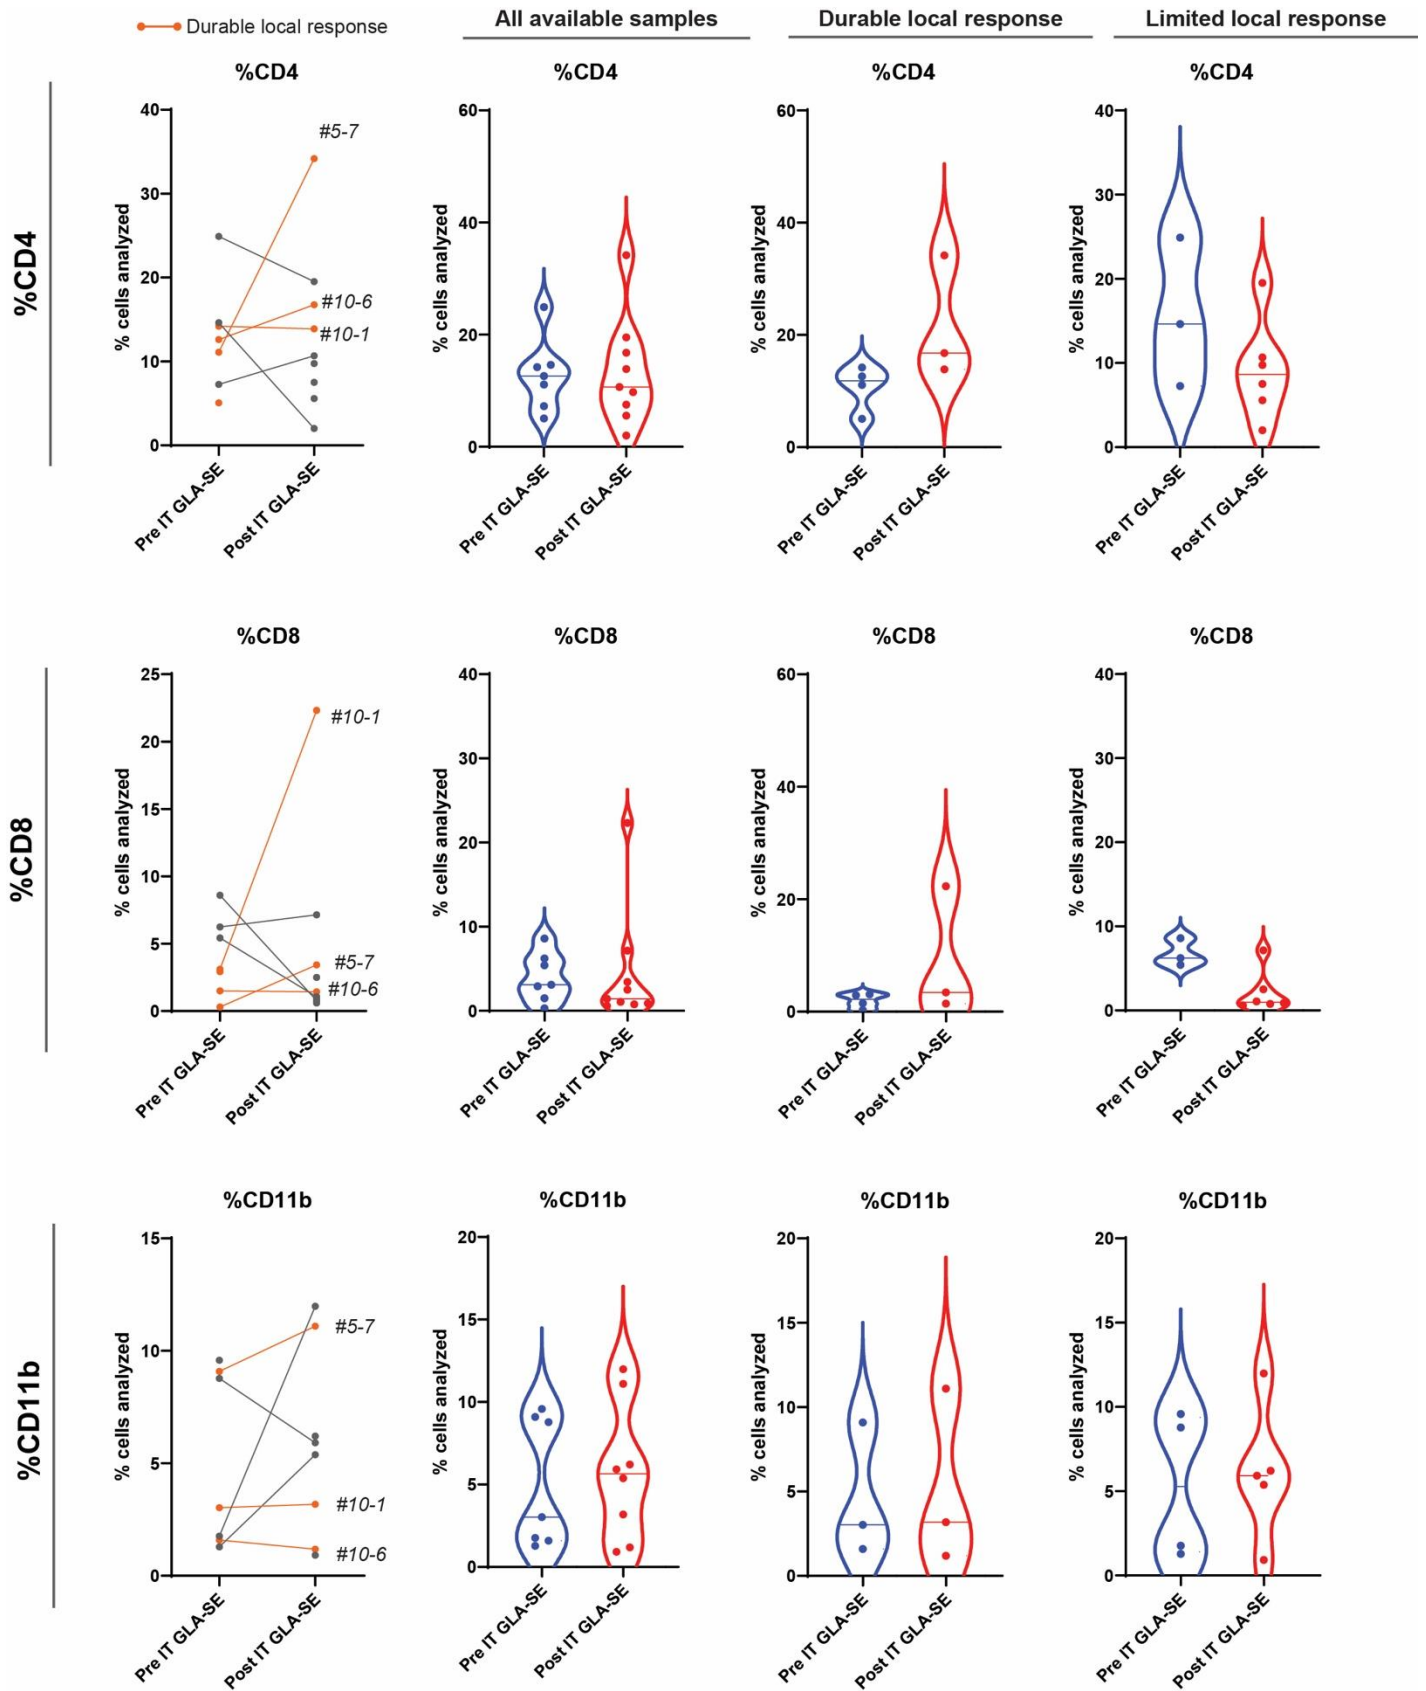 Durable local response
All available samples
Durable local response
Limited local response
%CD4
%CD4
%CD4
%CD4
%CD4
% cells analyzed
40
30
20
10
0
#5-7
#10-6
#10-1
Pre IT GLA-SE
Post IT GLA-SE
% cells analyzed
60
40
20
0
Pre IT GLA-SE
Post IT GLA-SE
% cells analyzed
60
40
20
0
Pre IT GLA-SE
Post IT GLA-SE
% cells analyzed
40
30
20
10
0
Pre IT GLA-SE
Post IT GLA-SE
%CD8
%CD8
%CD8
%CD8
%CD8
% cells analyzed
25
20
15
10
5
0
#10-1
#5-7
#10-6
Pre IT GLA-SE
Post IT GLA-SE
% cells analyzed
40
30
20
10
0
Pre IT GLA-SE
Post IT GLA-SE
% cells analyzed
60
40
20
0
Pre IT GLA-SE
Post IT GLA-SE
% cells analyzed
40
30
20
10
0
Pre IT GLA-SE
Post IT GLA-SE
%CD11b
%CD11b
%CD11b
%CD11b
%CD11b
% cells analyzed
15
10
5
0
#5-7
#10-1
#10-6
Pre IT GLA-SE
Post IT GLA-SE
% cells analyzed
20
15
10
5
0
Pre IT GLA-SE
Post IT GLA-SE
% cells analyzed
20
15
10
5
0
Pre IT GLA-SE
Post IT GLA-SE
% cells analyzed
20
15
10
5
0
Pre IT GLA-SE
Post IT GLA-SE